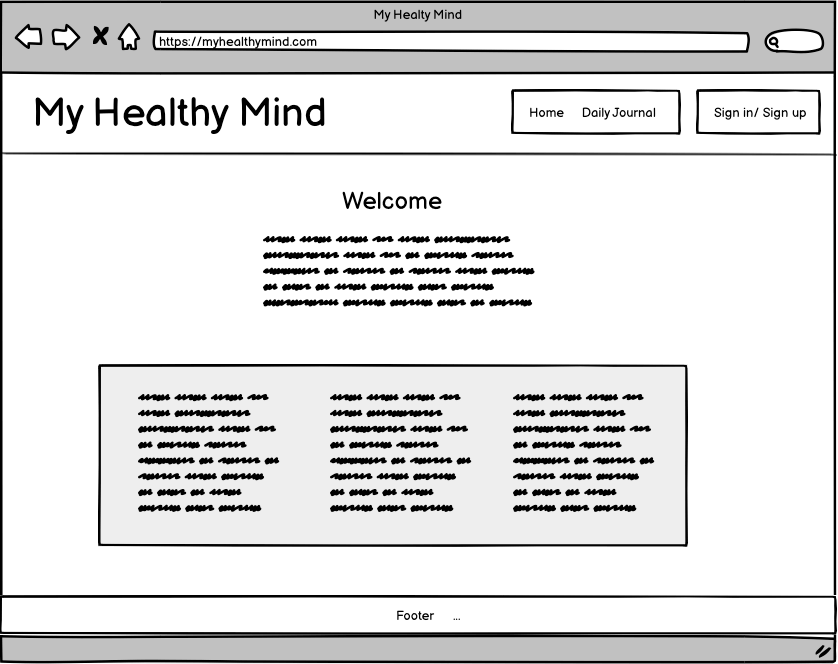 My Healty Mind
https://myhealthymind.com
My Healthy Mind
Home Daily Journal
Sign in/ Sign up
Welcome
Footer ...